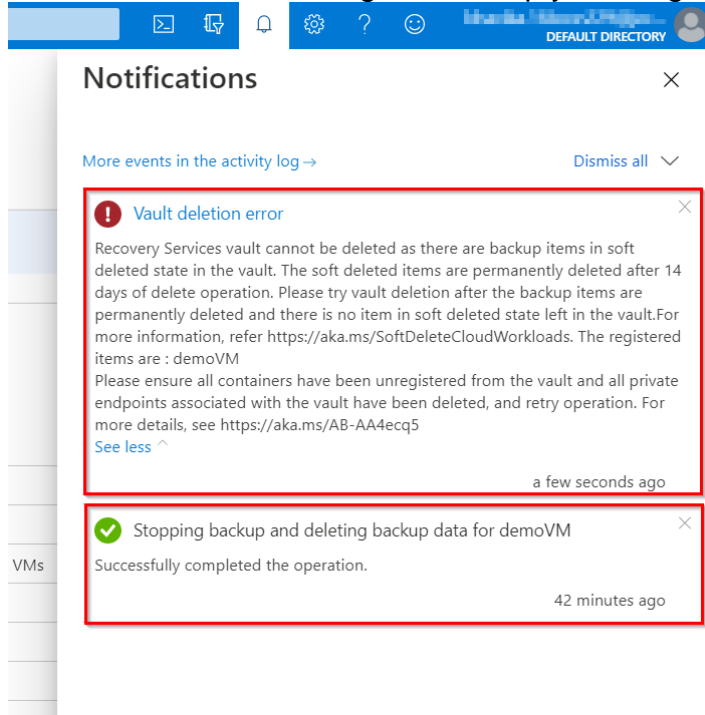 DEFAULT DIRECTORY
Notifications
More events in the activity log →
Dismiss all
Vault deletion error
Recovery Services vault cannot be deleted as there are backup items in soft
deleted state in the vault. The soft deleted items are permanently deleted after 14
days of delete operation. Please try vault deletion after the backup items are
permanently deleted and there is no item in soft deleted state left in the vault.For
more information, refer https://aka.ms/SoftDeleteCloudWorkloads. The registered
items are : demoVM
Please ensure all containers have been unregistered from the vault and all private
endpoints associated with the vault have been deleted, and retry operation. For
more details, see https://aka.ms/AB-AA4ecq5
See less
a few seconds ago
Stopping backup and deleting backup data for demoVM
VMs
Successfully completed the operation.
42 minutes ago